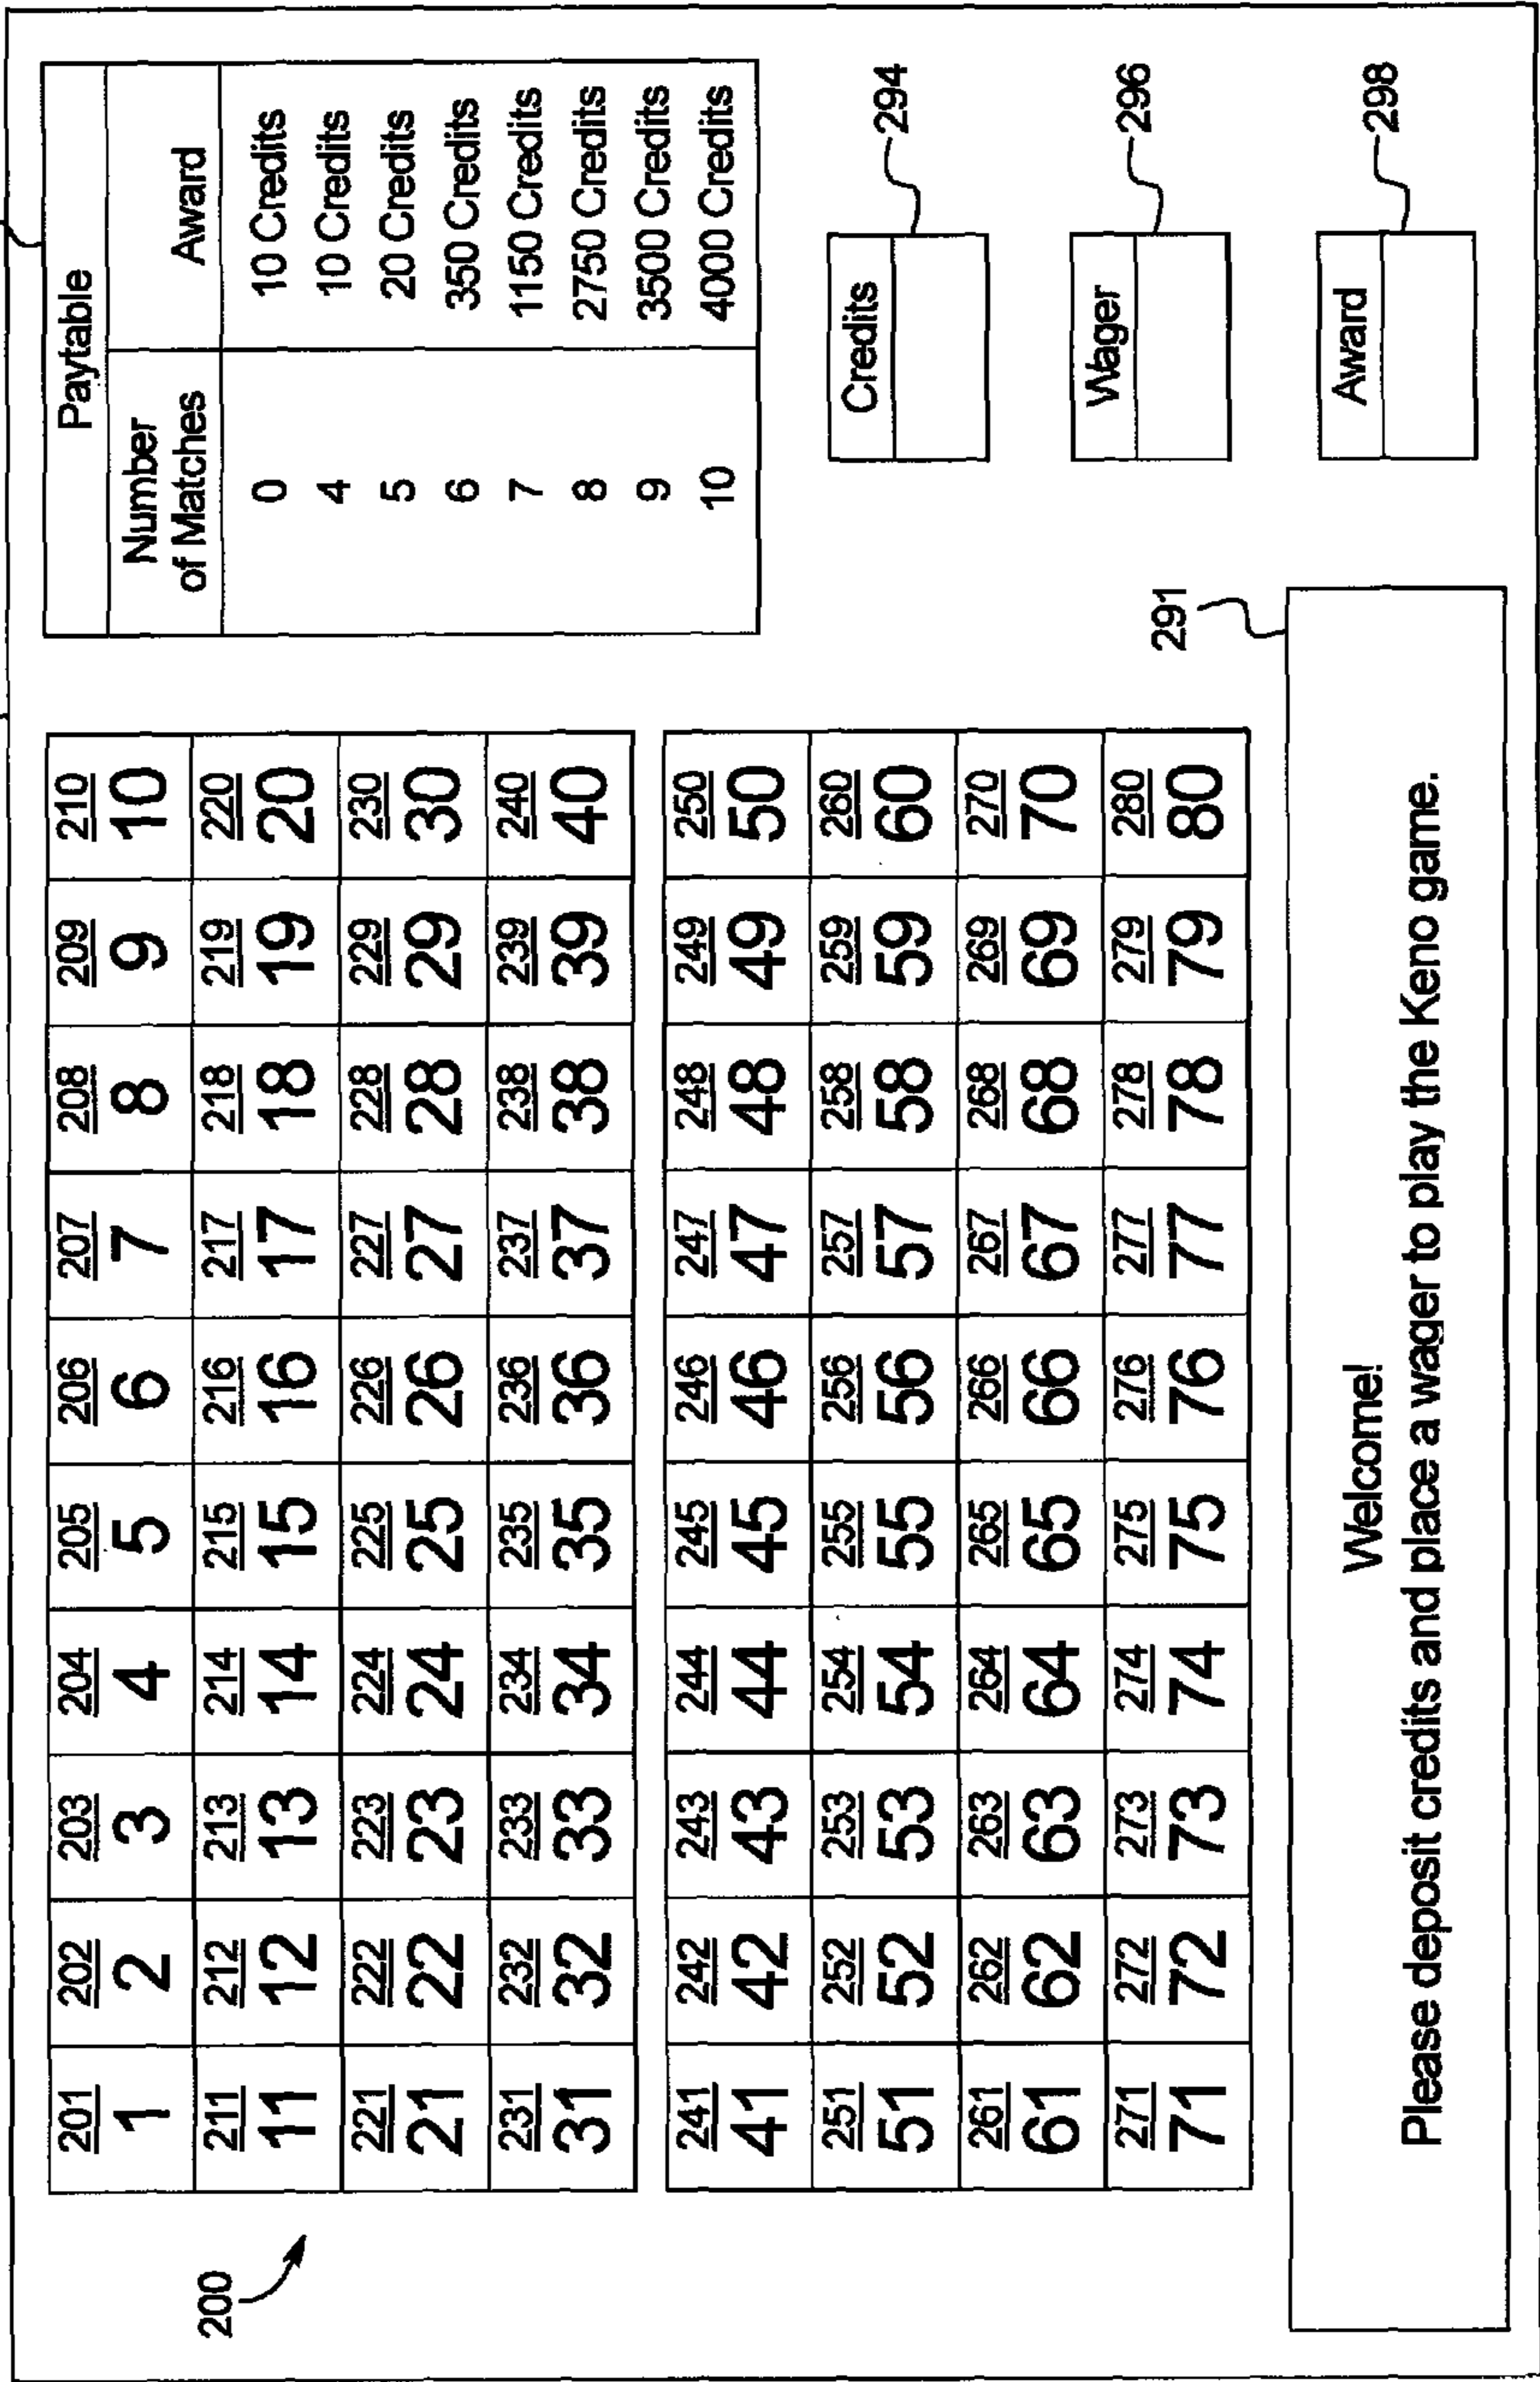 200
201 202 203 204 205 206 207 208 209 210
1 2 3 4 5 6 7 8 9 10
211 212 213 214 215 216 217 218 219 220
11 12 13 14 15 16 17 18 19 20
221 222 223 224 225 226 227 228 229 230
21 22 23 24 25 26 27 28 29 30
231 232 233 234 235 236 237 238 239 240
31 32 33 34 35 36 37 38 39 40
241 242 243 244 245 246 247 248 249 250
41 42 43 44 45 46 47 48 49 50
251 252 253 254 255 256 257 258 259 260
51 52 53 54 55 56 57 58 59 60
261 262 263 264 265 266 267 268 269 270
61 62 63 64 65 66 67 68 69 70
271 272 273 274 275 276 277 278 279 280
71 72 73 74 75 76 77 78 79 80
Paytable
Number
of Matches Award
0 10 Credits
4 10 Credits
5 20 Credits
6 350 Credits
7 1150 Credits
8 2750 Credits
9 3500 Credits
10 4000 Credits
Credits 294
Wager 296
Award 298
291
Welcome!
Please deposit credits and place a wager to play the Keno game.